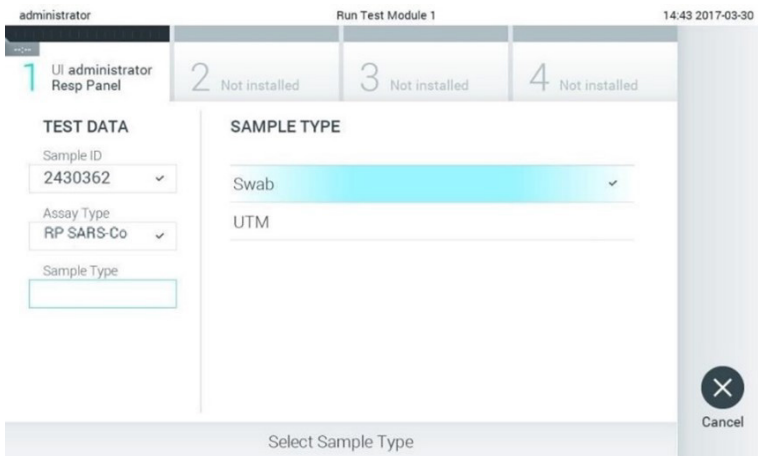 administrator Run Test Module 1 14:43 2017-03-30
--:--
1 UI administrator
Resp Panel
2 Not installed
3 Not installed
4 Not installed
TEST DATA
Sample ID
2430362
Assay Type
RP SARS-Co
Sample Type
SAMPLE TYPE
Swab
UTM
Cancel
Select Sample Type